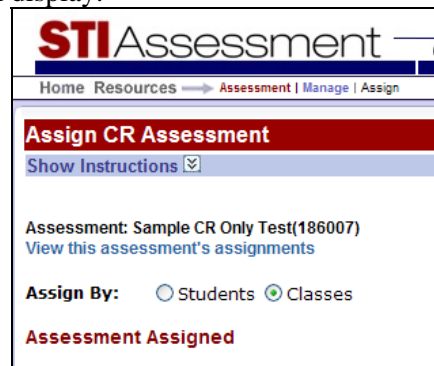 display.
STIAssessment
Home Resources Assessment | Manage | Assign
Assign CR Assessment
Show Instructions
Assessment: Sample CR Only Test(186007)
View this assessment's assignments
Assign By: Students Classes
Assessment Assigned